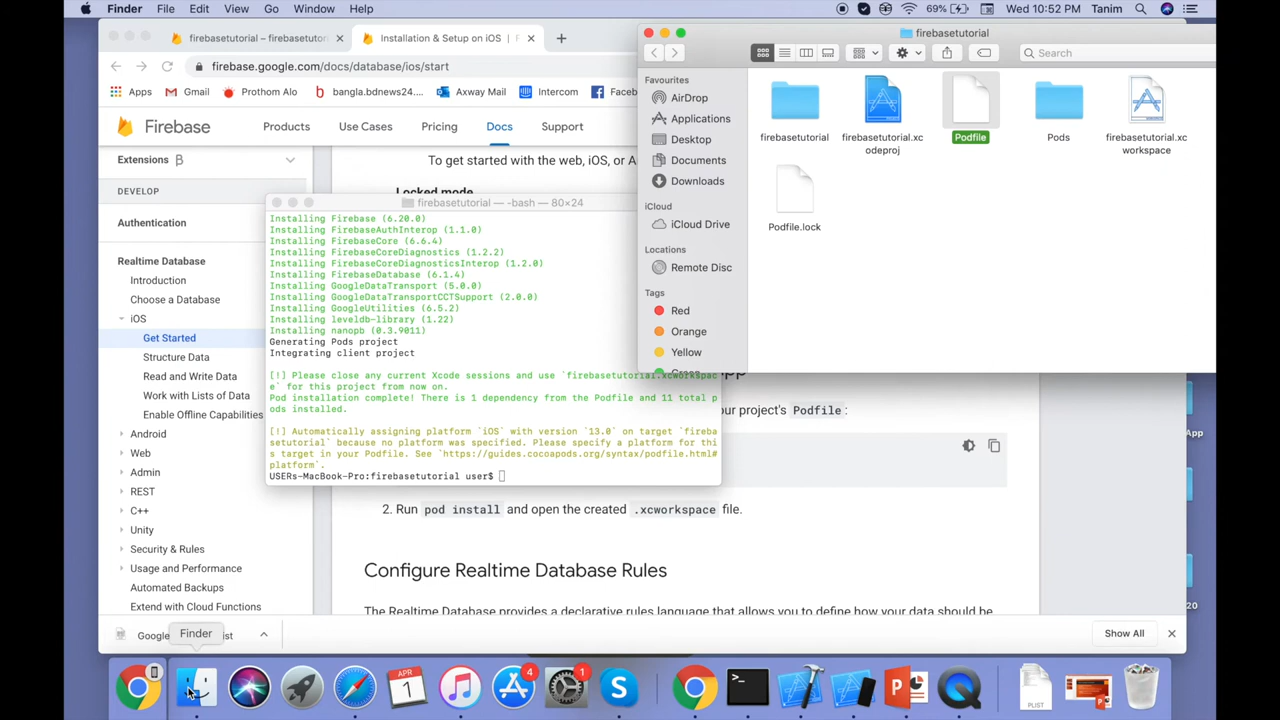 Finder File Edit View Go Window Help
69% Wed 10:52 PM Tanim
firebasetutorial – firebasetutor
Installation & Setup on iOS | F
firebase.google.com/docs/database/ios/start
Apps Gmail Prothom Alo bangla.bdnews24.... Axway Mail Intercom Faceb
Firebase Products Use Cases Pricing Docs Support
Extensions β
DEVELOP
Authentication
Realtime Database
Introduction
Choose a Database
iOS
Get Started
Structure Data
Read and Write Data
Work with Lists of Data
Enable Offline Capabilities
Android
Web
Admin
REST
C++
Unity
Security & Rules
Usage and Performance
Automated Backups
Extend with Cloud Functions
To get started with the web, iOS, or A
Locked mode
firebasetutorial — -bash — 80×24
Installing Firebase (6.20.0)
Installing FirebaseAuthInterop (1.1.0)
Installing FirebaseCore (6.6.4)
Installing FirebaseCoreDiagnostics (1.2.2)
Installing FirebaseCoreDiagnosticsInterop (1.2.0)
Installing FirebaseDatabase (6.1.4)
Installing GoogleDataTransport (5.0.0)
Installing GoogleDataTransportCCTSupport (2.0.0)
Installing GoogleUtilities (6.5.2)
Installing leveldb-library (1.22)
Installing nanopb (0.3.9011)
Generating Pods project
Integrating client project
[!] Please close any current Xcode sessions and use `firebasetutorial.xcworkspac
e` for this project from now on.
Pod installation complete! There is 1 dependency from the Podfile and 11 total p
ods installed.
[!] Automatically assigning platform `iOS` with version `13.0` on target `fireba
setutorial` because no platform was specified. Please specify a platform for thi
s target in your Podfile. See `https://guides.cocoapods.org/syntax/podfile.html#
platform`.
USERs-MacBook-Pro:firebasetutorial user$
firebasetutorial
Search
Favourites
AirDrop
Applications
Desktop
Documents
Downloads
iCloud
iCloud Drive
Locations
Remote Disc
Tags
Red
Orange
Yellow
firebasetutorial
firebasetutorial.xc
odeproj
Podfile
Pods
firebasetutorial.xc
workspace
Podfile.lock
our project's Podfile :
2. Run pod install and open the created .xcworkspace file.
Configure Realtime Database Rules
The Realtime Database provides a declarative rules language that allows you to define how your data should be
App
20
Google
ist
Show All
Finder
APR
1
4
1
PLIST